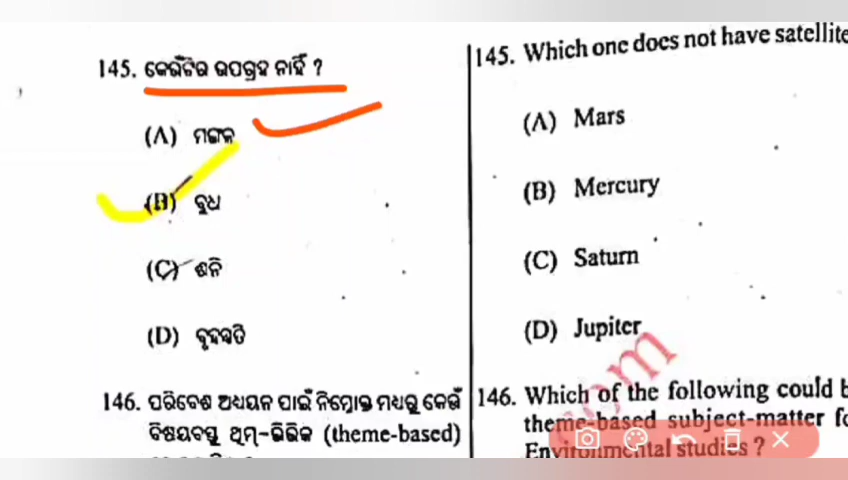 145. କେଉଁଟିର ଉପଗ୍ରହ ନାହିଁ ?
(A) ମଙ୍ଗଳ
(B) ବୁଧ
(C) ଶନି
(D) ବୃହସ୍ପତି
146. ପରିବେଶ ଅଧ୍ୟୟନ ପାଇଁ ନିମ୍ନୋକ୍ତ ମଧ୍ୟରୁ କେଉଁ
ବିଷୟବସ୍ତୁ ଥିମ୍-ଭିତ୍ତିକ (theme-based)
145. Which one does not have satellite
(A) Mars
(B) Mercury
(C) Saturn
(D) Jupiter
146. Which of the following could b
theme-based subject-matter fo
Environmental studies ?
com